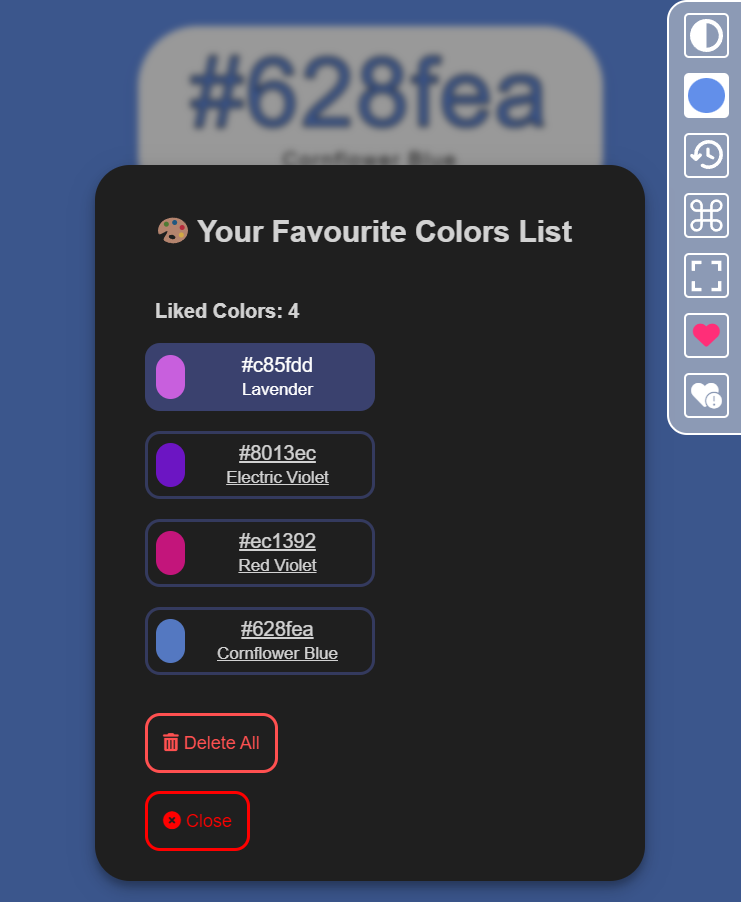 #628fea
Cornflower Blue
Your Favourite Colors List
Liked Colors: 4
#c85fdd
Lavender
#8013ec
Electric Violet
#ec1392
Red Violet
#628fea
Cornflower Blue
Delete All
Close